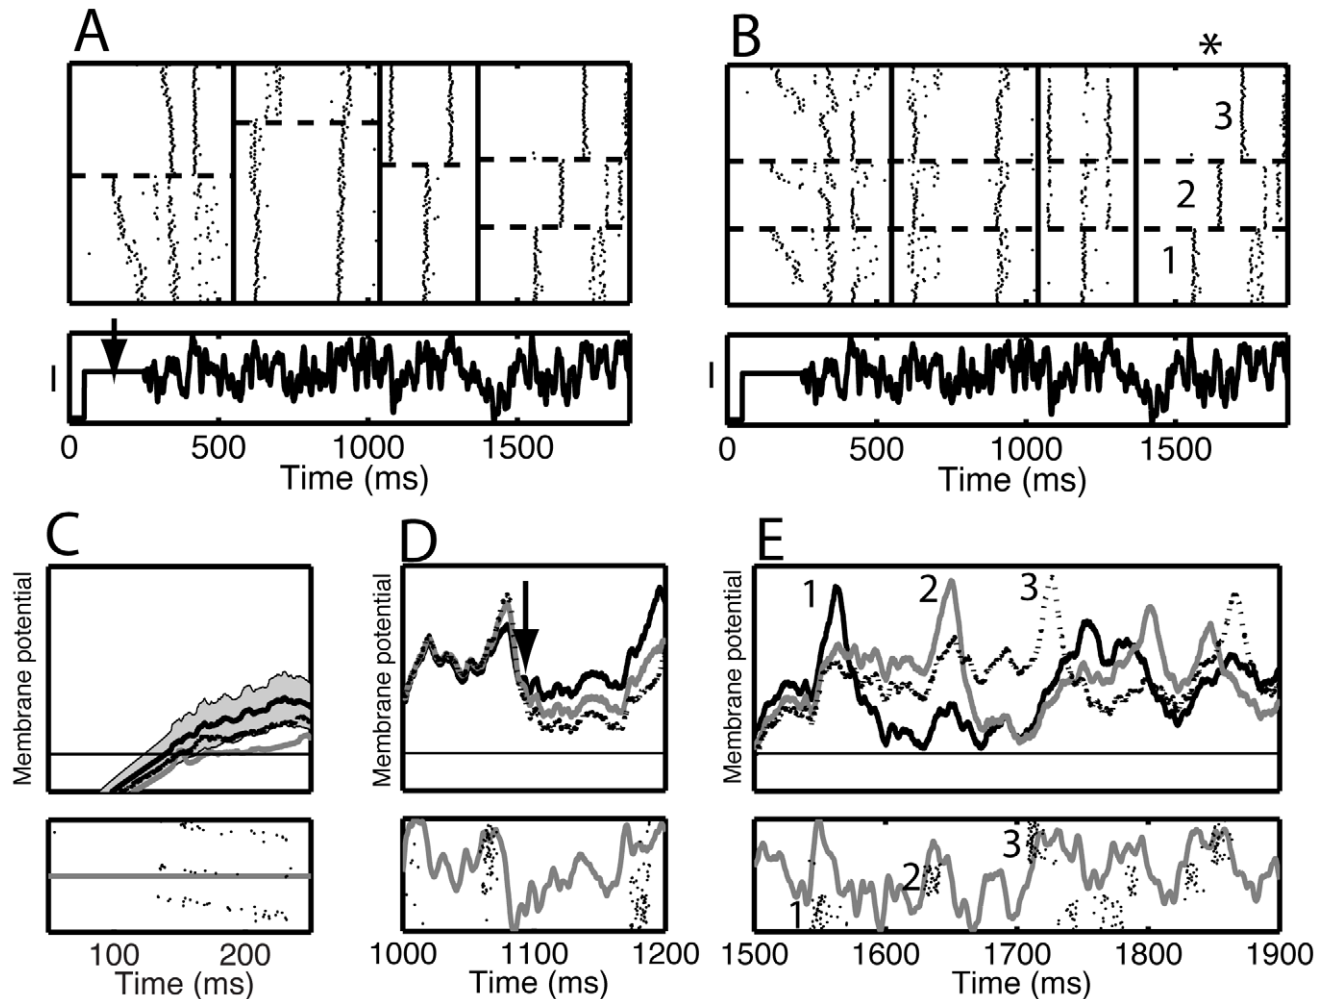 A
B
*
3
2
1
I
I
0 500 1000 1500
0 500 1000 1500
Time (ms)
Time (ms)
C
D
E
Membrane potential
Membrane potential
Membrane potential
1 2 3
1 2 3
100 200
1000 1100 1200
1500 1600 1700 1800 1900
Time (ms)
Time (ms)
Time (ms)